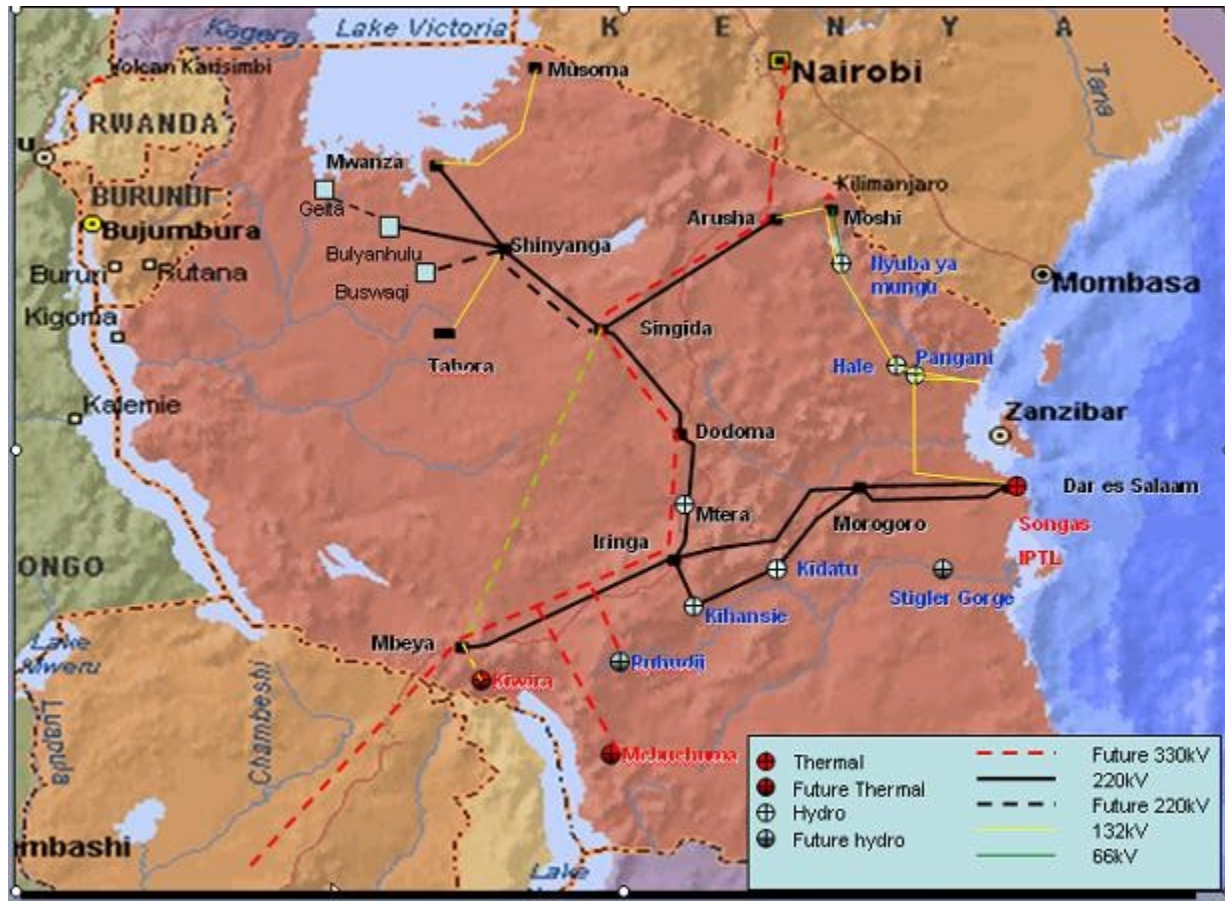 Kagera
Lake Victoria
K E N Y A
Volcan Karisimbi
Musoma
Nairobi
Tana
RWANDA
U
Mwanza
BURUNDI
Geita
Kilimanjaro
Bujumbura
Arusha
Moshi
Bulyanhulu
Shinyanga
Bururi
Rutana
Buswagi
Nyuba ya
mungu
Mombasa
Kigoma
Singida
Tabora
Hale
Pangani
Kalemie
Zanzibar
Dodoma
Dar es Salaam
Mtera
Morogoro
Songas
Iringa
IPTL
ONGO
Kidatu
Stigler Gorge
Kihansie
Mbeya
Lake
Mweru
Ruhudji
Kiwira
Chambeshi
Luapula
Mchuchuma
Thermal
Future Thermal
Hydro
Future hydro
Future 330kV
220kV
Future 220kV
132kV
66kV
mbashi
Lake